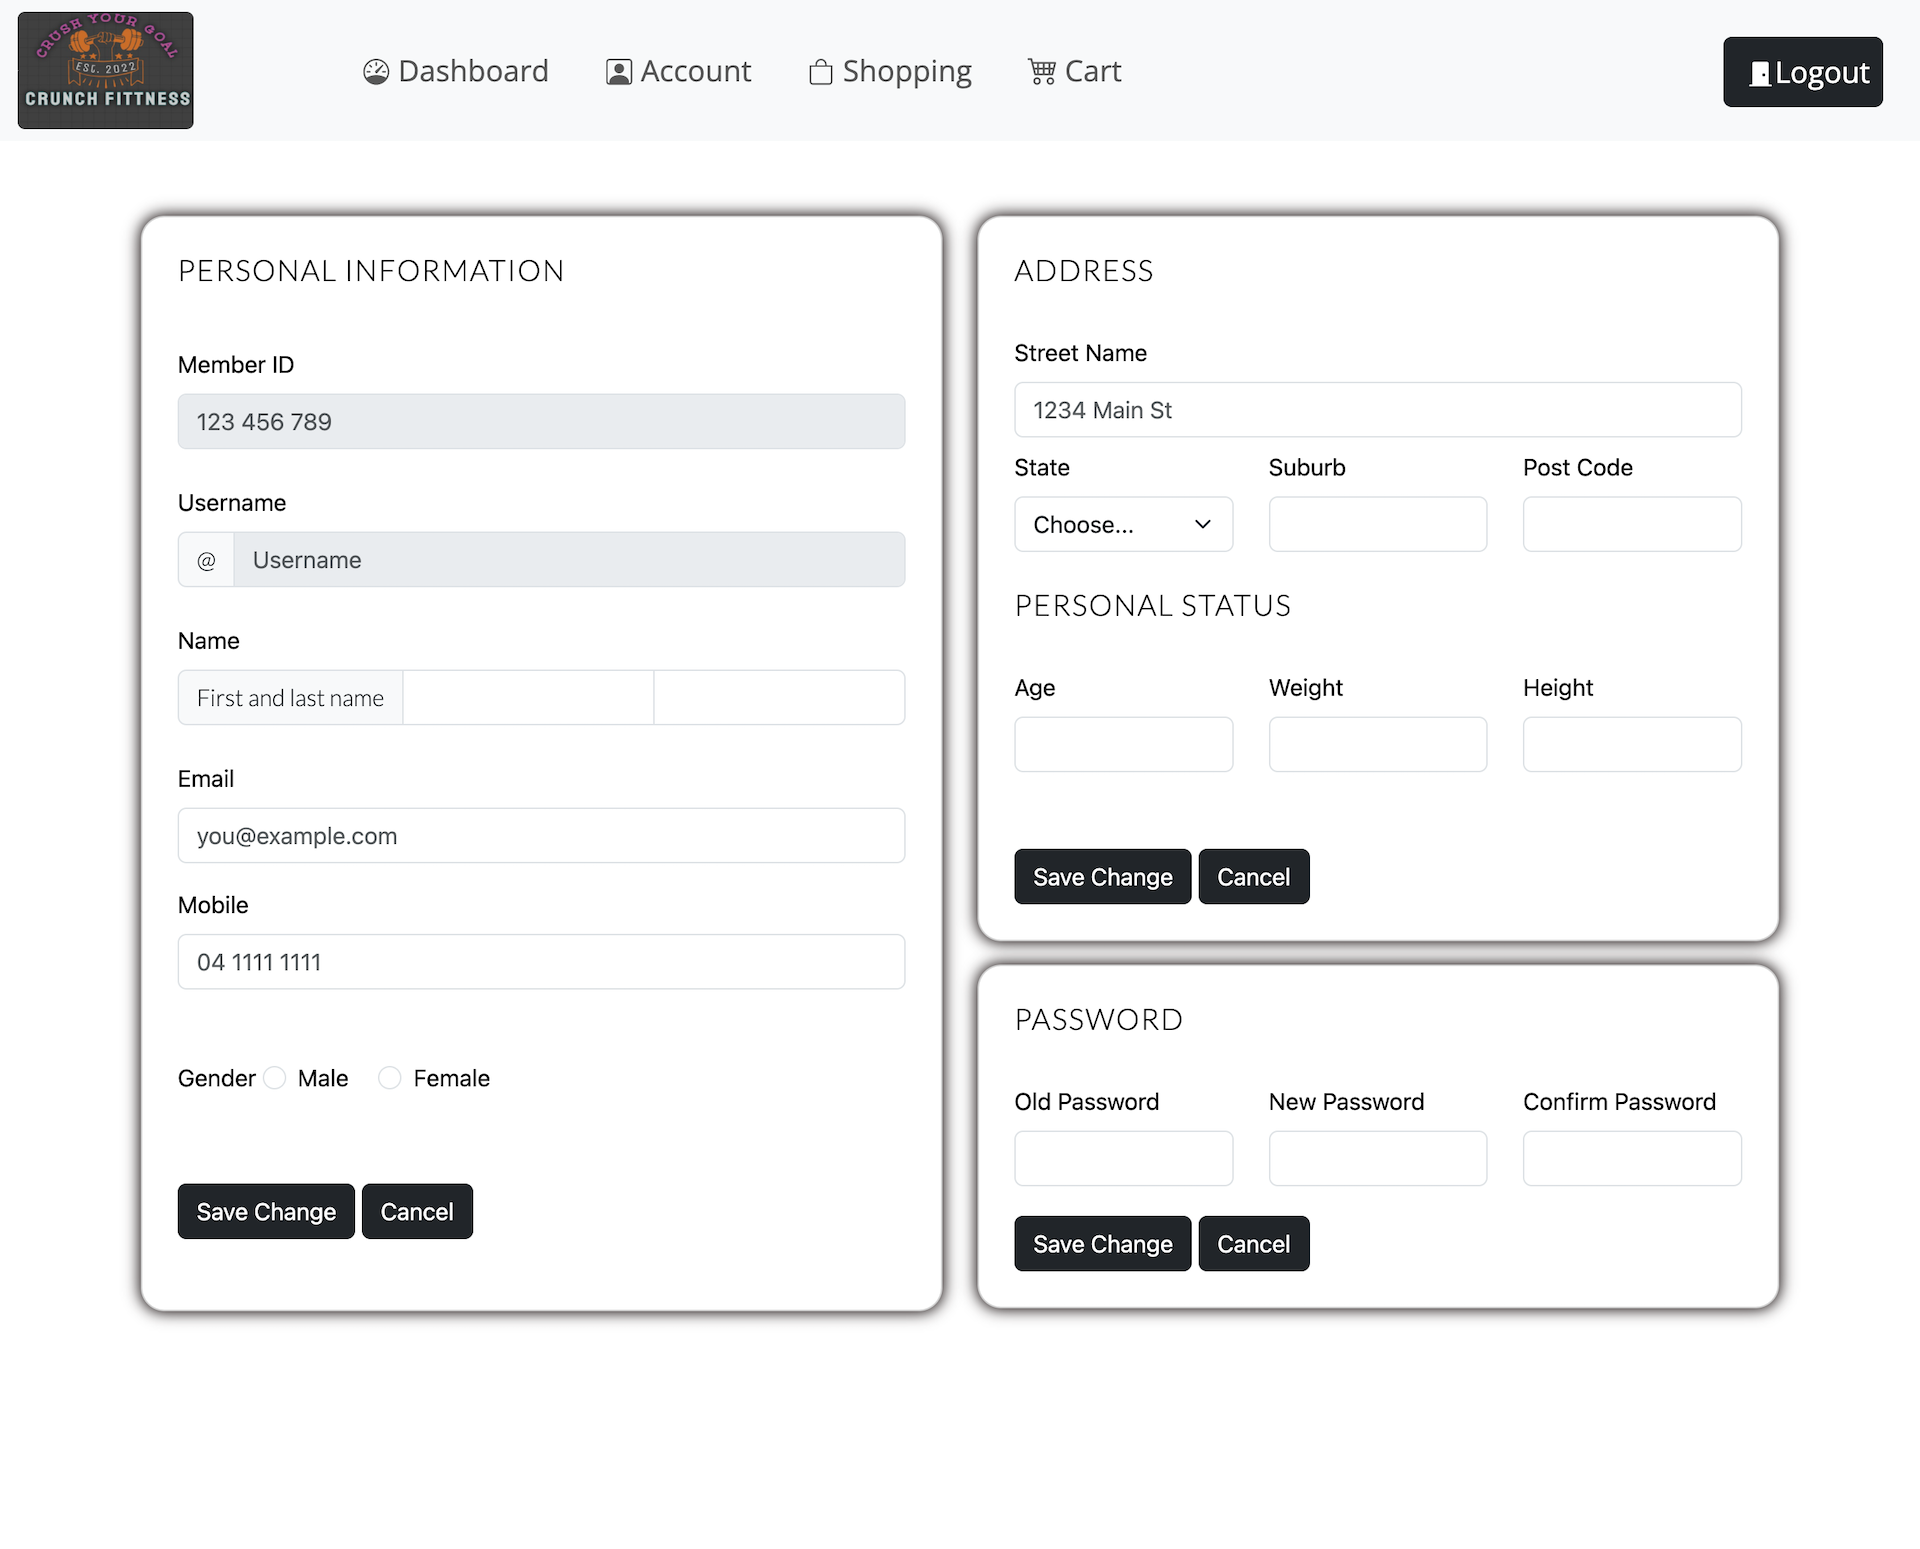 CRUSH YOUR GOAL
EST. 2022
CRUNCH FITTNESS
Dashboard
Account
Shopping
Cart
Logout
PERSONAL INFORMATION
Member ID
123 456 789
Username
@ Username
Name
First and last name
Email
you@example.com
Mobile
04 1111 1111
Gender Male Female
Save Change Cancel
ADDRESS
Street Name
1234 Main St
State Suburb Post Code
Choose...
PERSONAL STATUS
Age Weight Height
Save Change Cancel
PASSWORD
Old Password New Password Confirm Password
Save Change Cancel